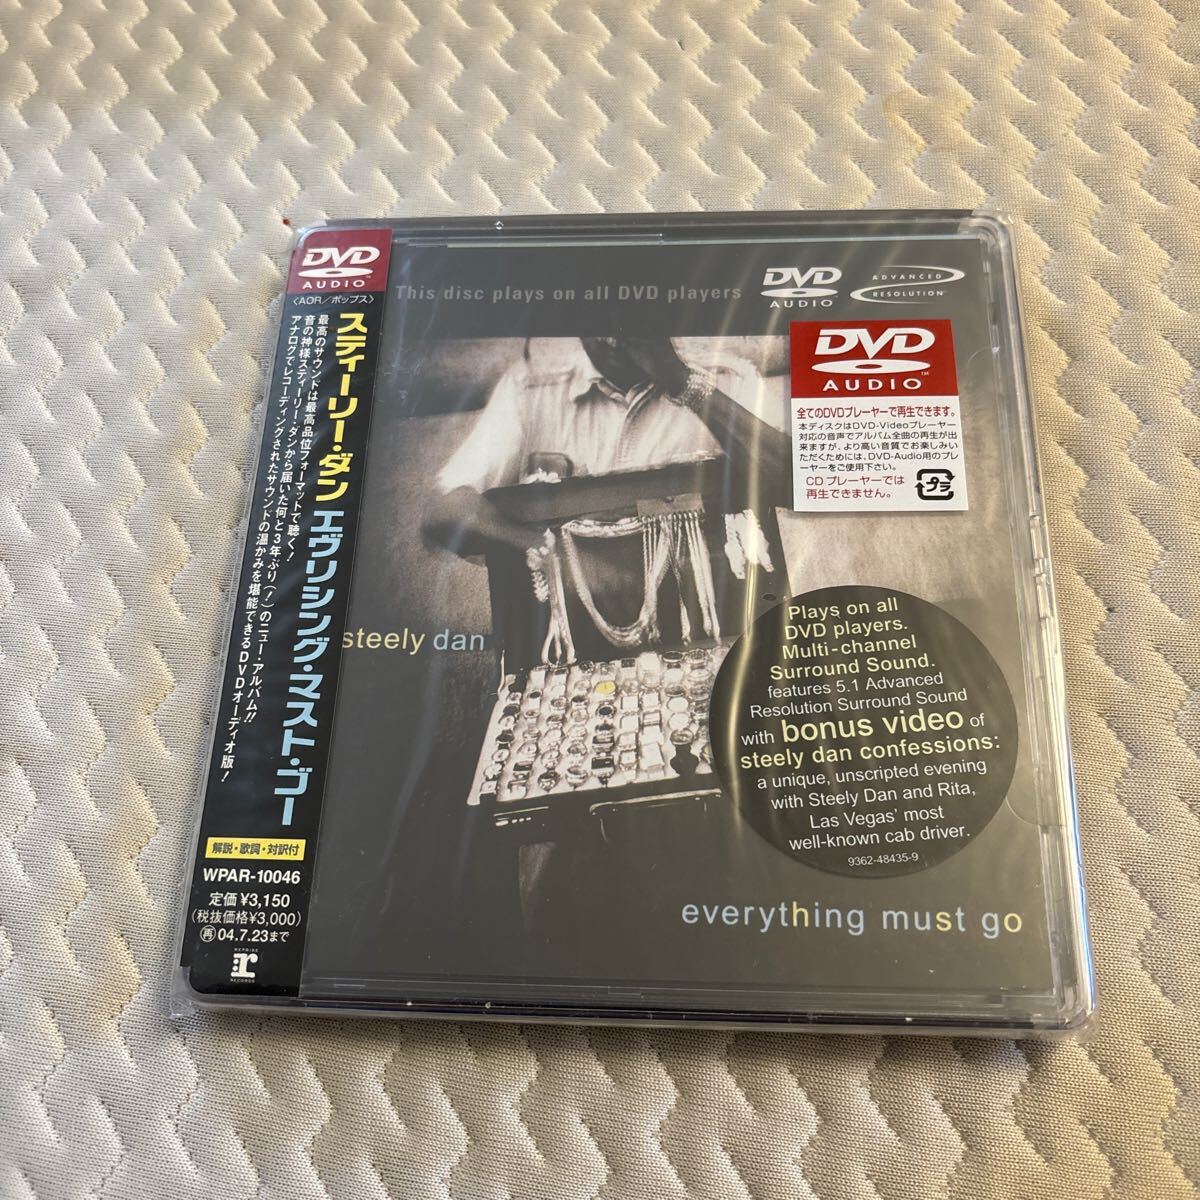 DVD
AUDIO™
〈AOR／ポップス〉
スティーリー・ダン エヴリシング・マスト・ゴー
最高のサウンドは最高品位フォーマットで聴く！
音の神様スティーリー・ダンから届いた何と3年ぶり(！)のニュー・アルバム!!
アナログでレコーディングされたサウンドの温かみを堪能できるDVDオーディオ版！
解説・歌詞・対訳付
WPAR-10046
定価¥3,150
(税抜価格¥3,000)
再04.7.23まで
REPRISE
r
RECORDS
This disc plays on all DVD players
DVD
AUDIO™
ADVANCED
RESOLUTION
DVD
AUDIO™
全てのDVDプレーヤーで再生できます。
本ディスクはDVD-Videoプレーヤー
対応の音声でアルバム全曲の再生が出
来ますが、より高い音質でお楽しみい
ただくためには、DVD-Audio用のプレ
ーヤーをご使用下さい。
CDプレーヤーでは
再生できません。
プラ
steely dan
Plays on all
DVD players.
Multi-channel
Surround Sound.
features 5.1 Advanced
Resolution Surround Sound
with bonus video of
steely dan confessions:
a unique, unscripted evening
with Steely Dan and Rita,
Las Vegas' most
well-known cab driver.
9362-48435-9
everything must go